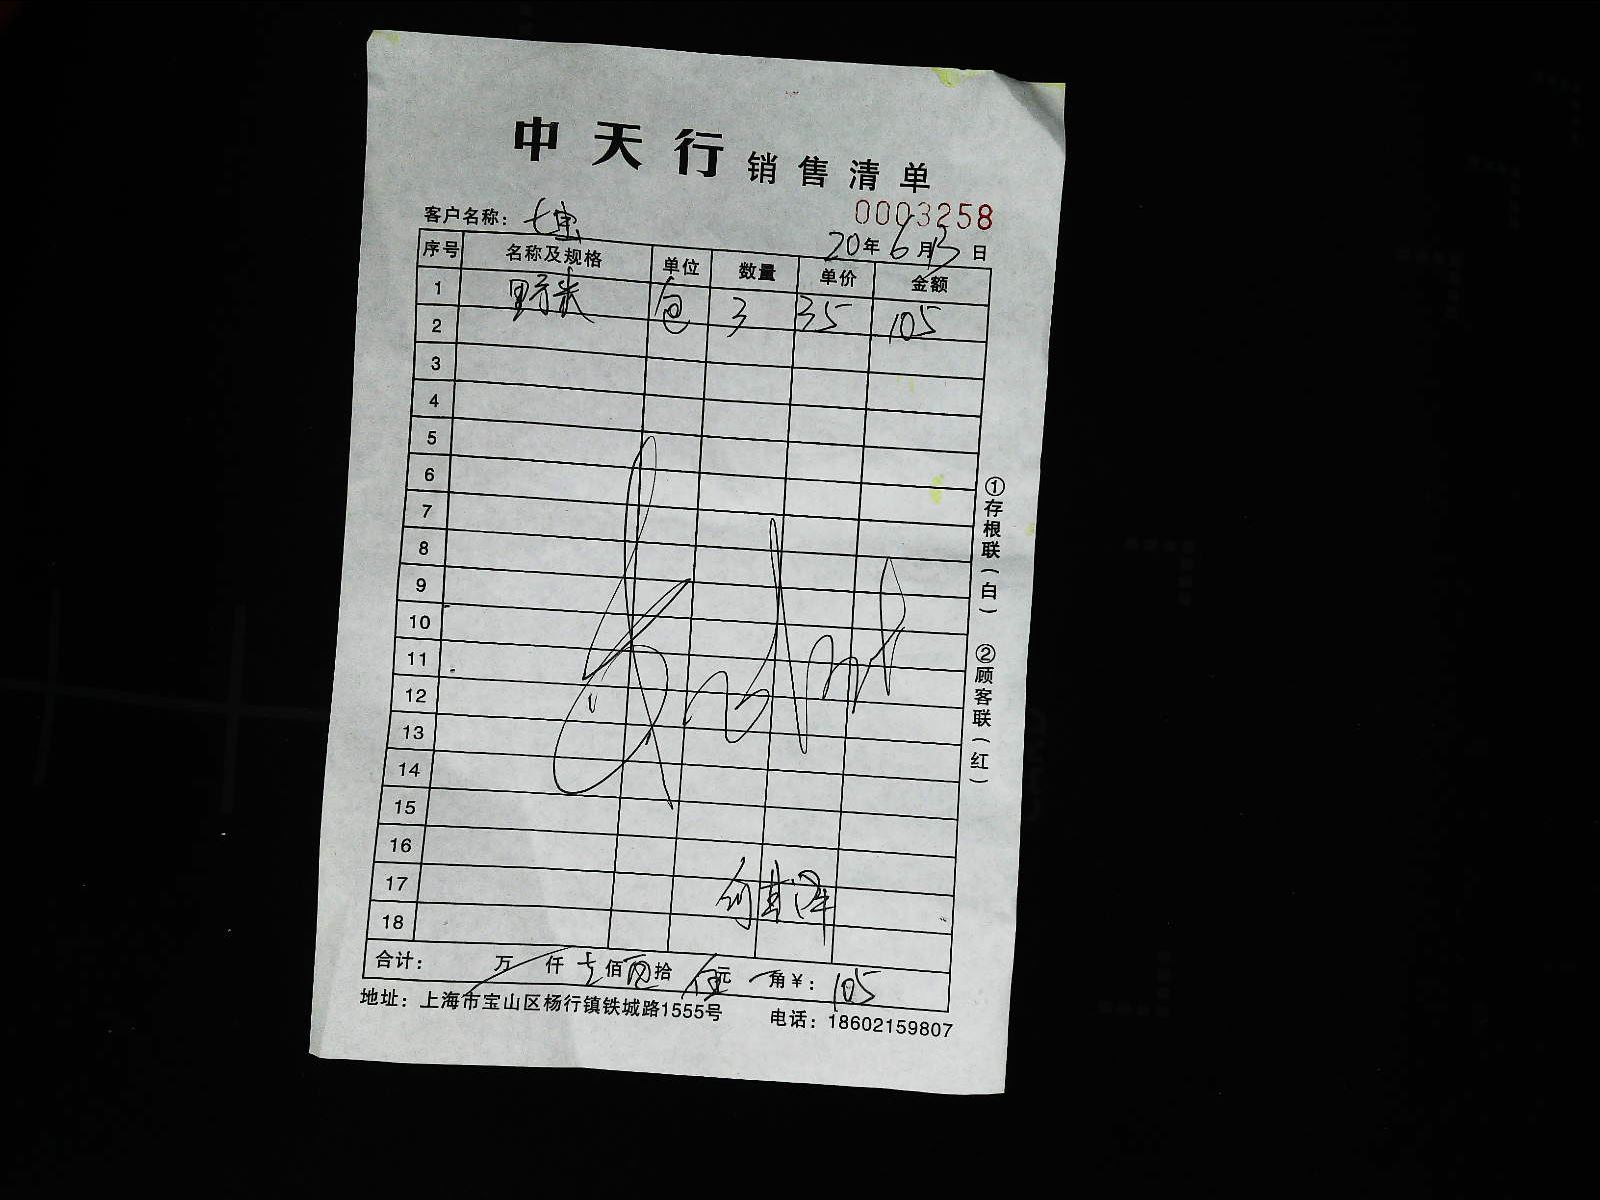 中天行销售清单
0003258
客户名称：七宝
20年6月13日
序号 名称及规格 单位 数量 单价 金额
1 野米 包 3 35 105
2
3
4
5
6
7
8
9
10
11
12
13
14
15
16
17
18
合计： 万 仟 佰 拾 伍元 角￥：105
地址：上海市宝山区杨行镇铁城路1555号 电话：18602159807
①存根联（白） ②顾客联（红）